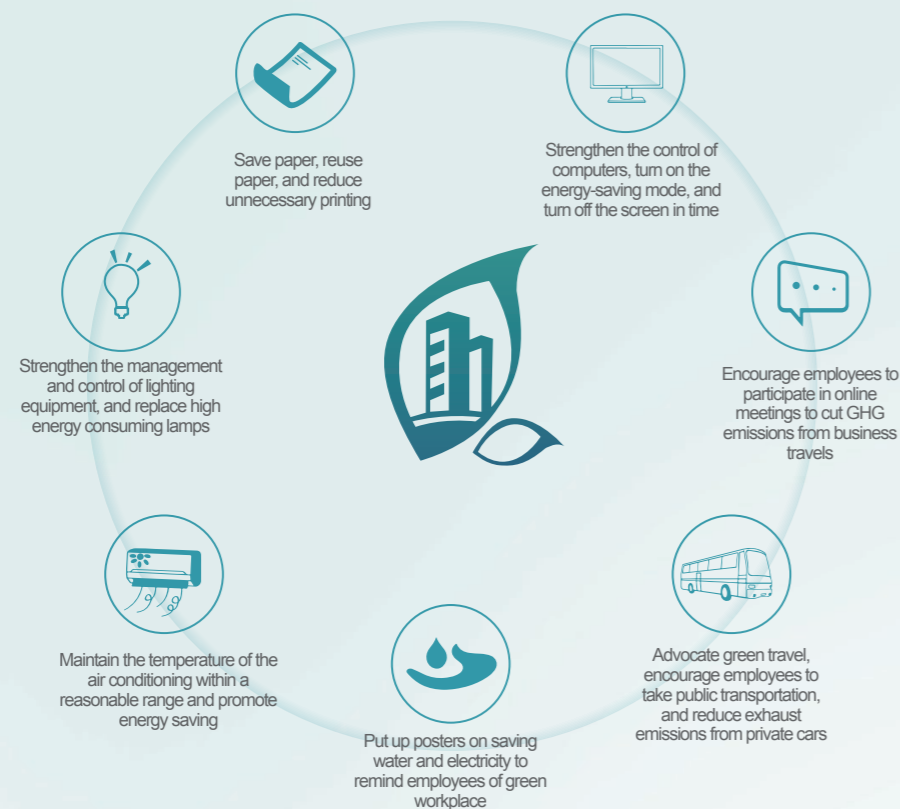 Save paper, reuse
paper, and reduce
unnecessary printing
Strengthen the control of
computers, turn on the
energy-saving mode, and
turn off the screen in time
Strengthen the management
and control of lighting
equipment, and replace high
energy consuming lamps
Encourage employees to
participate in online
meetings to cut GHG
emissions from business
travels
Maintain the temperature of the
air conditioning within a
reasonable range and promote
energy saving
Put up posters on saving
water and electricity to
remind employees of green
workplace
Advocate green travel,
encourage employees to
take public transportation,
and reduce exhaust
emissions from private cars